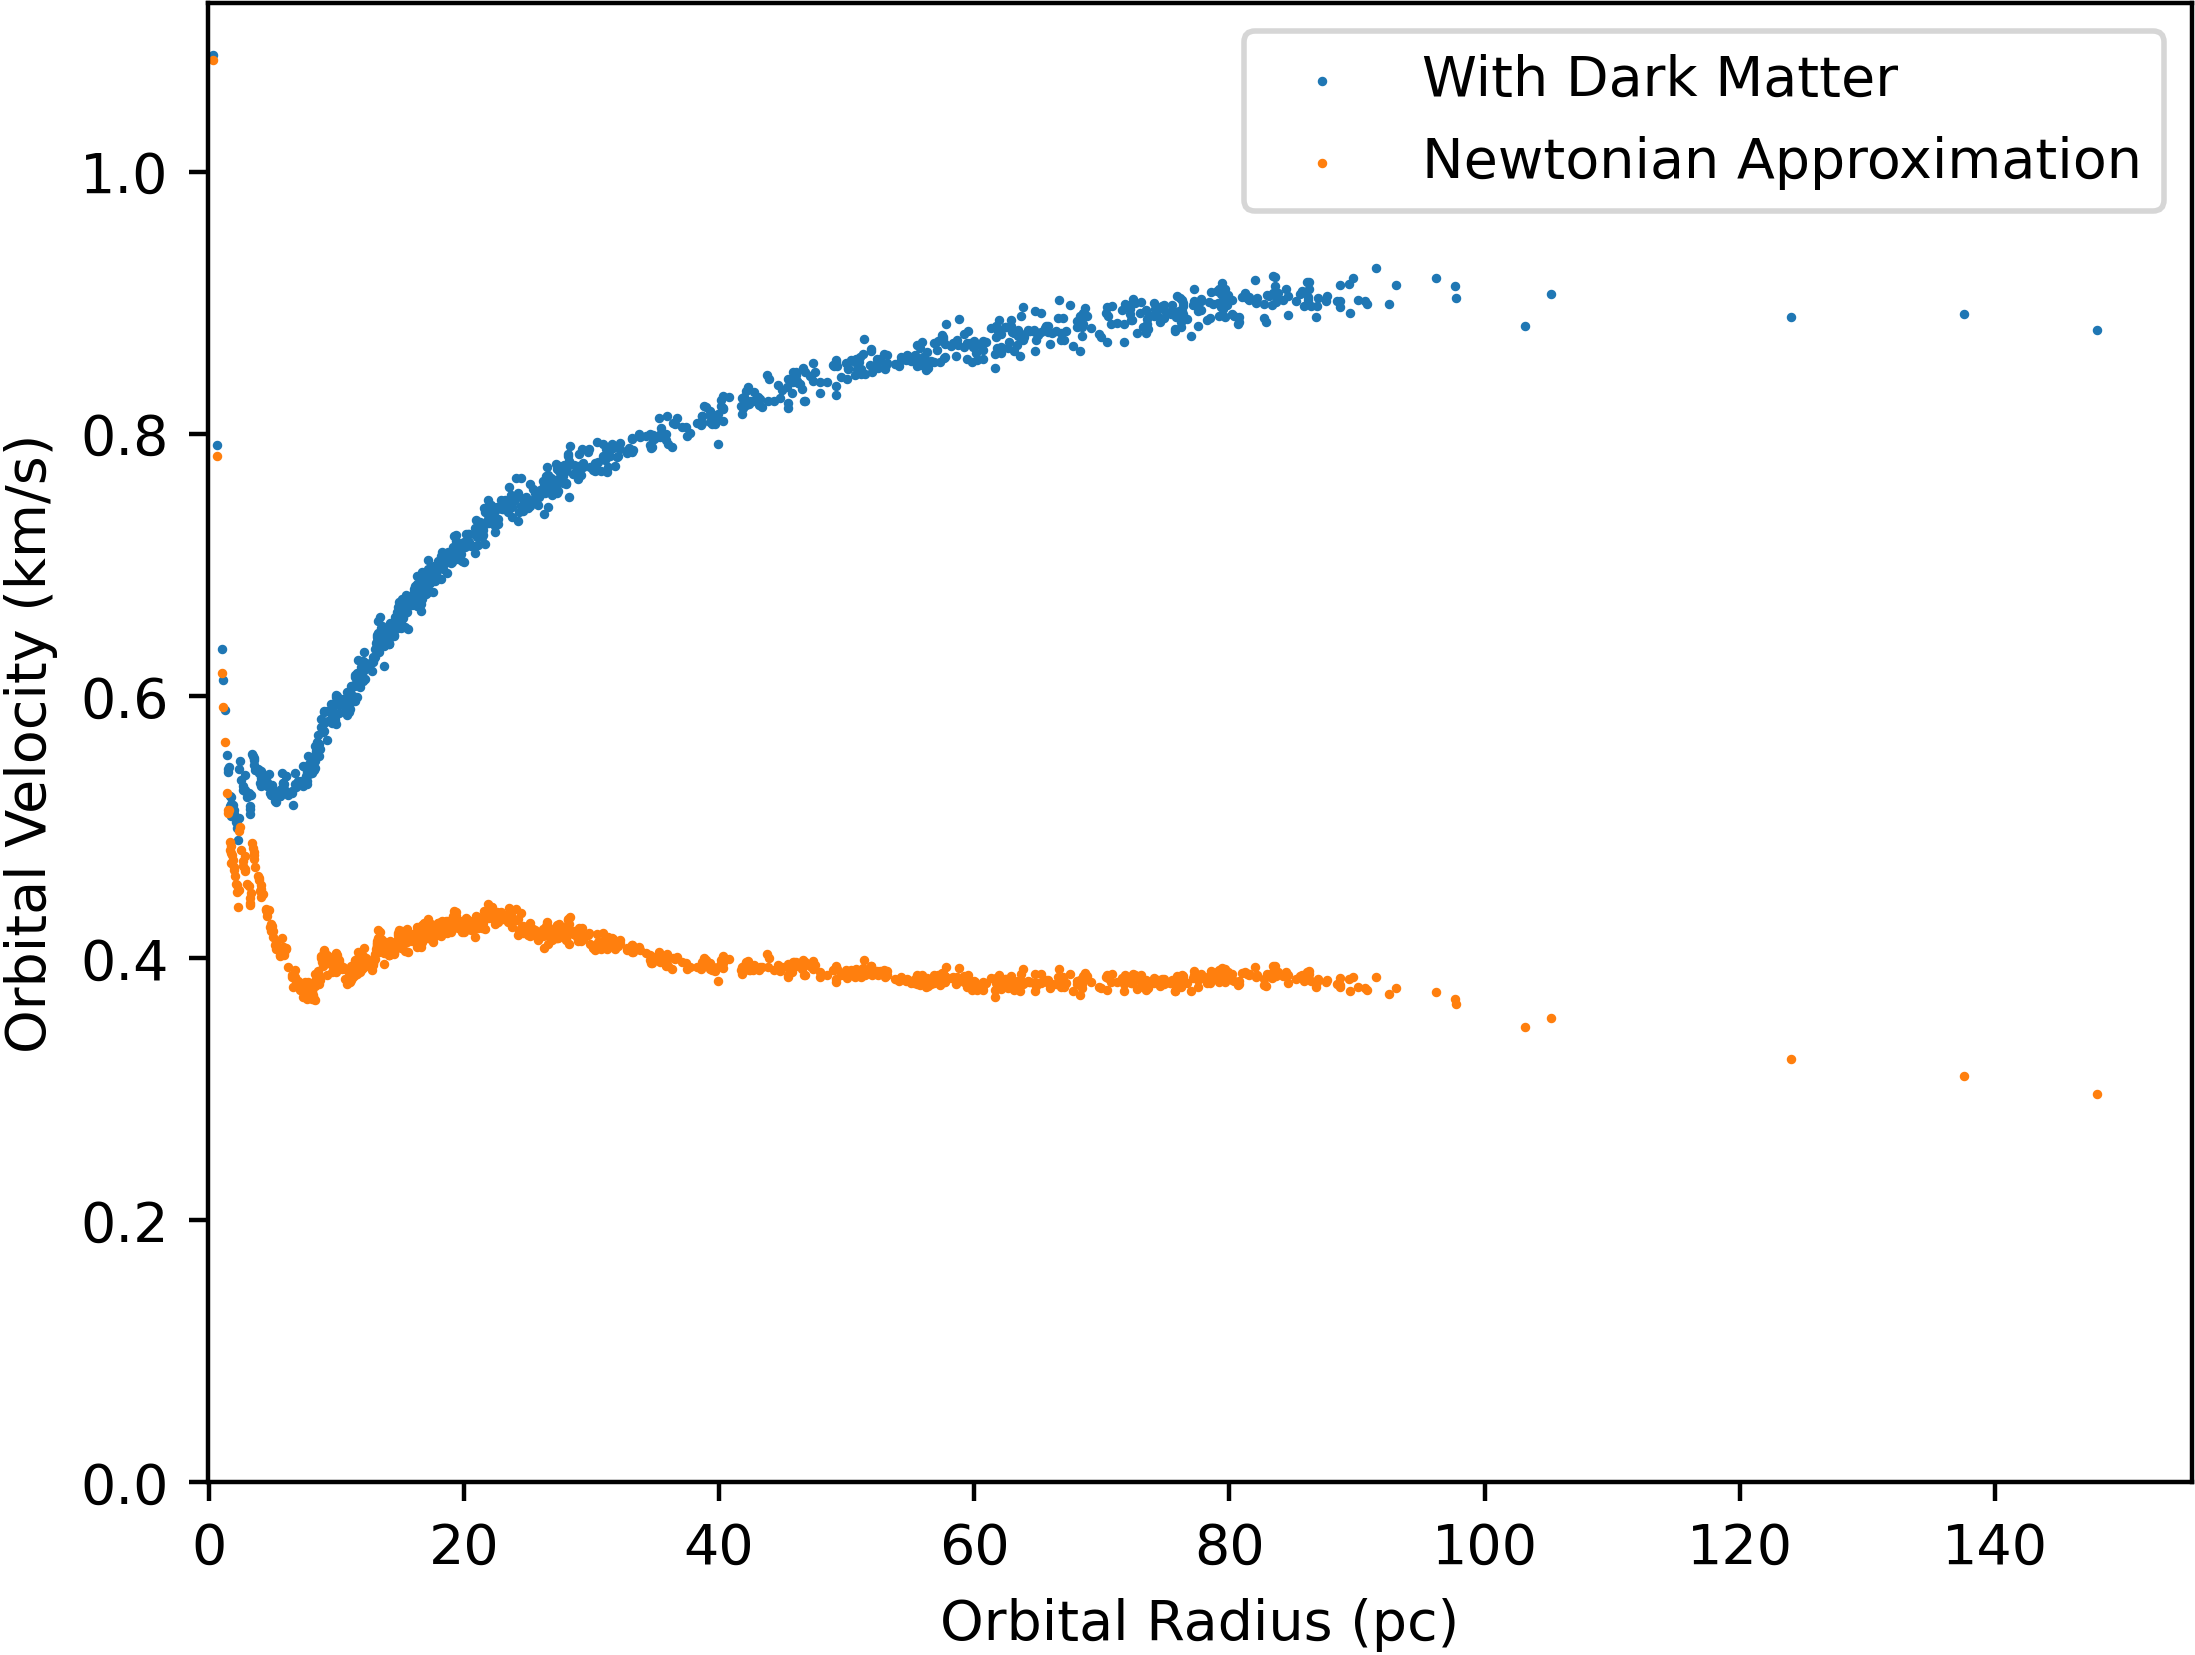 With Dark Matter
Newtonian Approximation
Orbital Velocity (km/s)
1.0
0.8
0.6
0.4
0.2
0.0
0 20 40 60 80 100 120 140
Orbital Radius (pc)